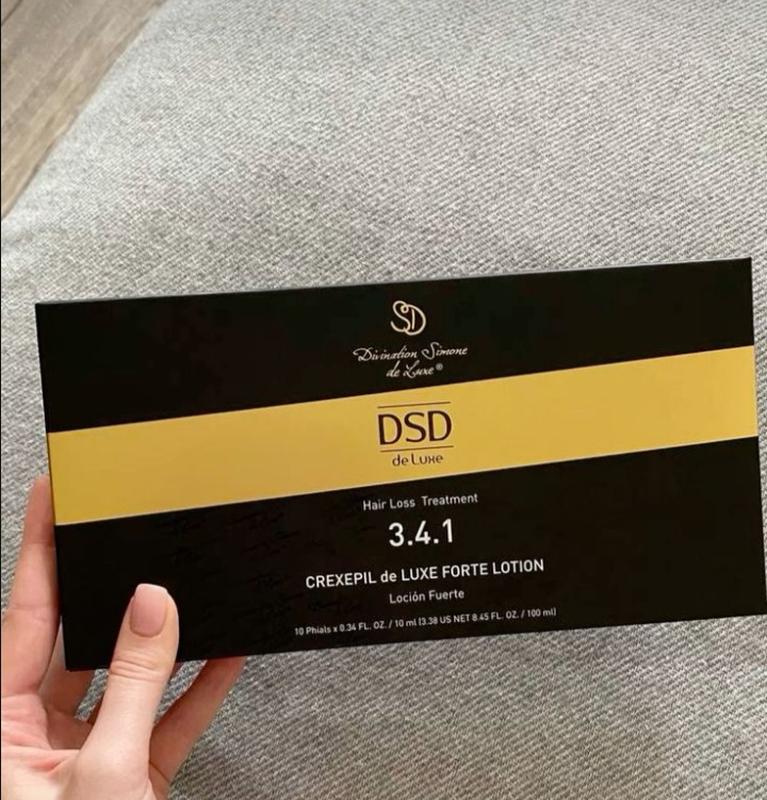 SD
Divination Simone
de Luxe®
DSD
de Luxe
Hair Loss Treatment
3.4.1
CREXEPIL de LUXE FORTE LOTION
Loción Fuerte
10 Phials x 0.34 FL. OZ. / 10 ml (3.38 US NET 8.45 FL. OZ. / 100 ml)